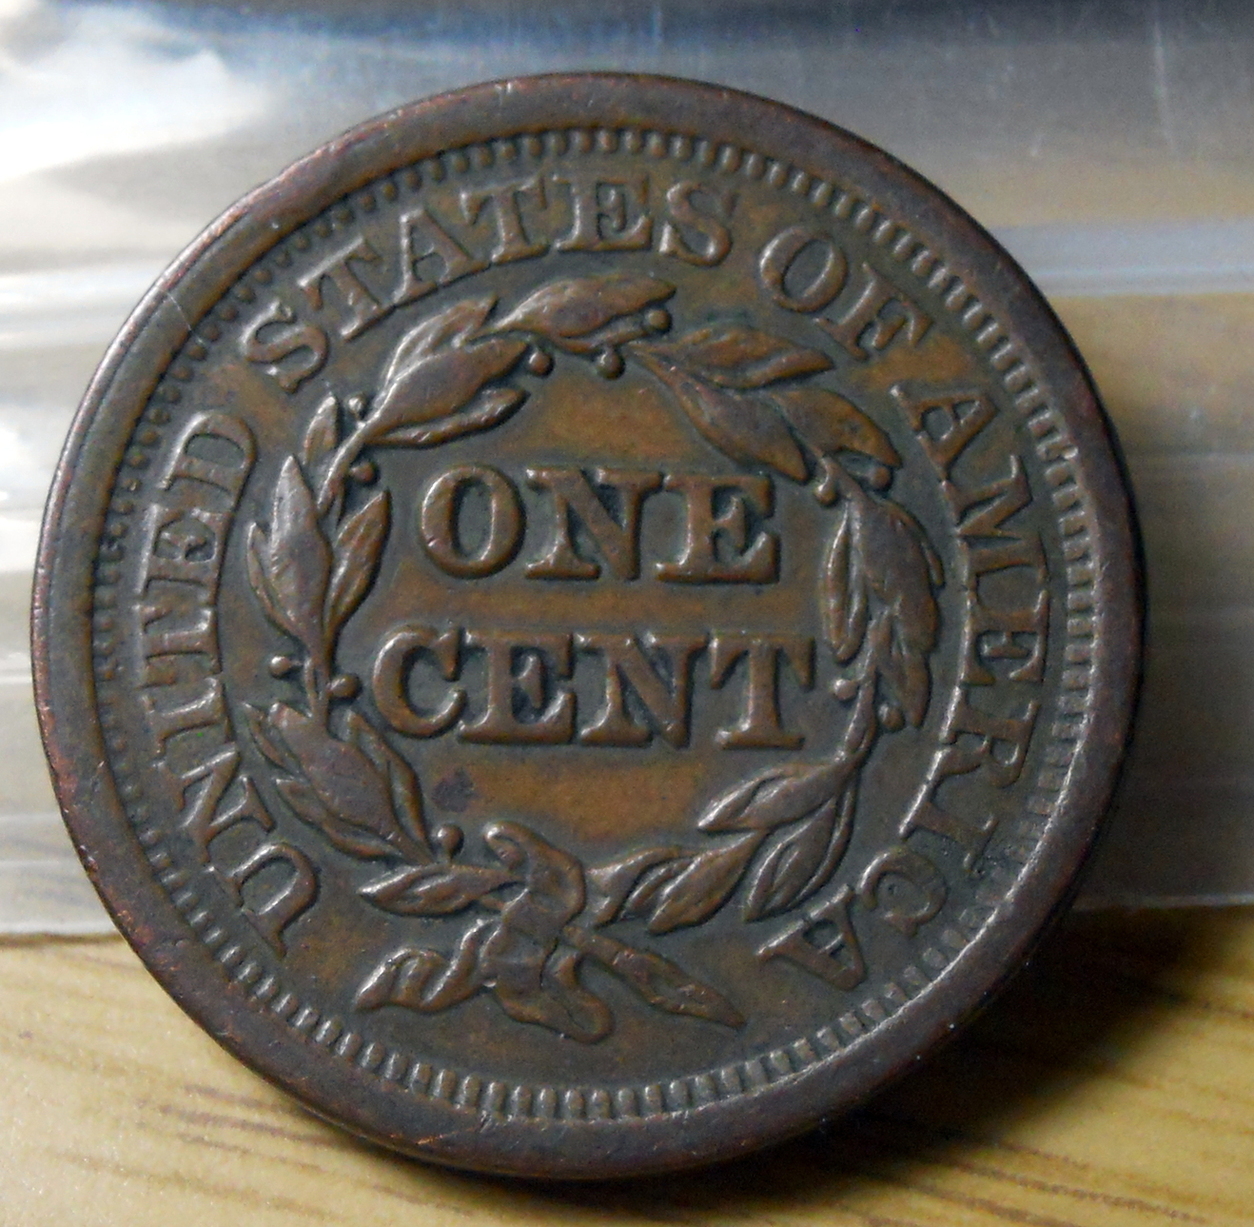 UNITED STATES OF AMERICA
ONE
CENT